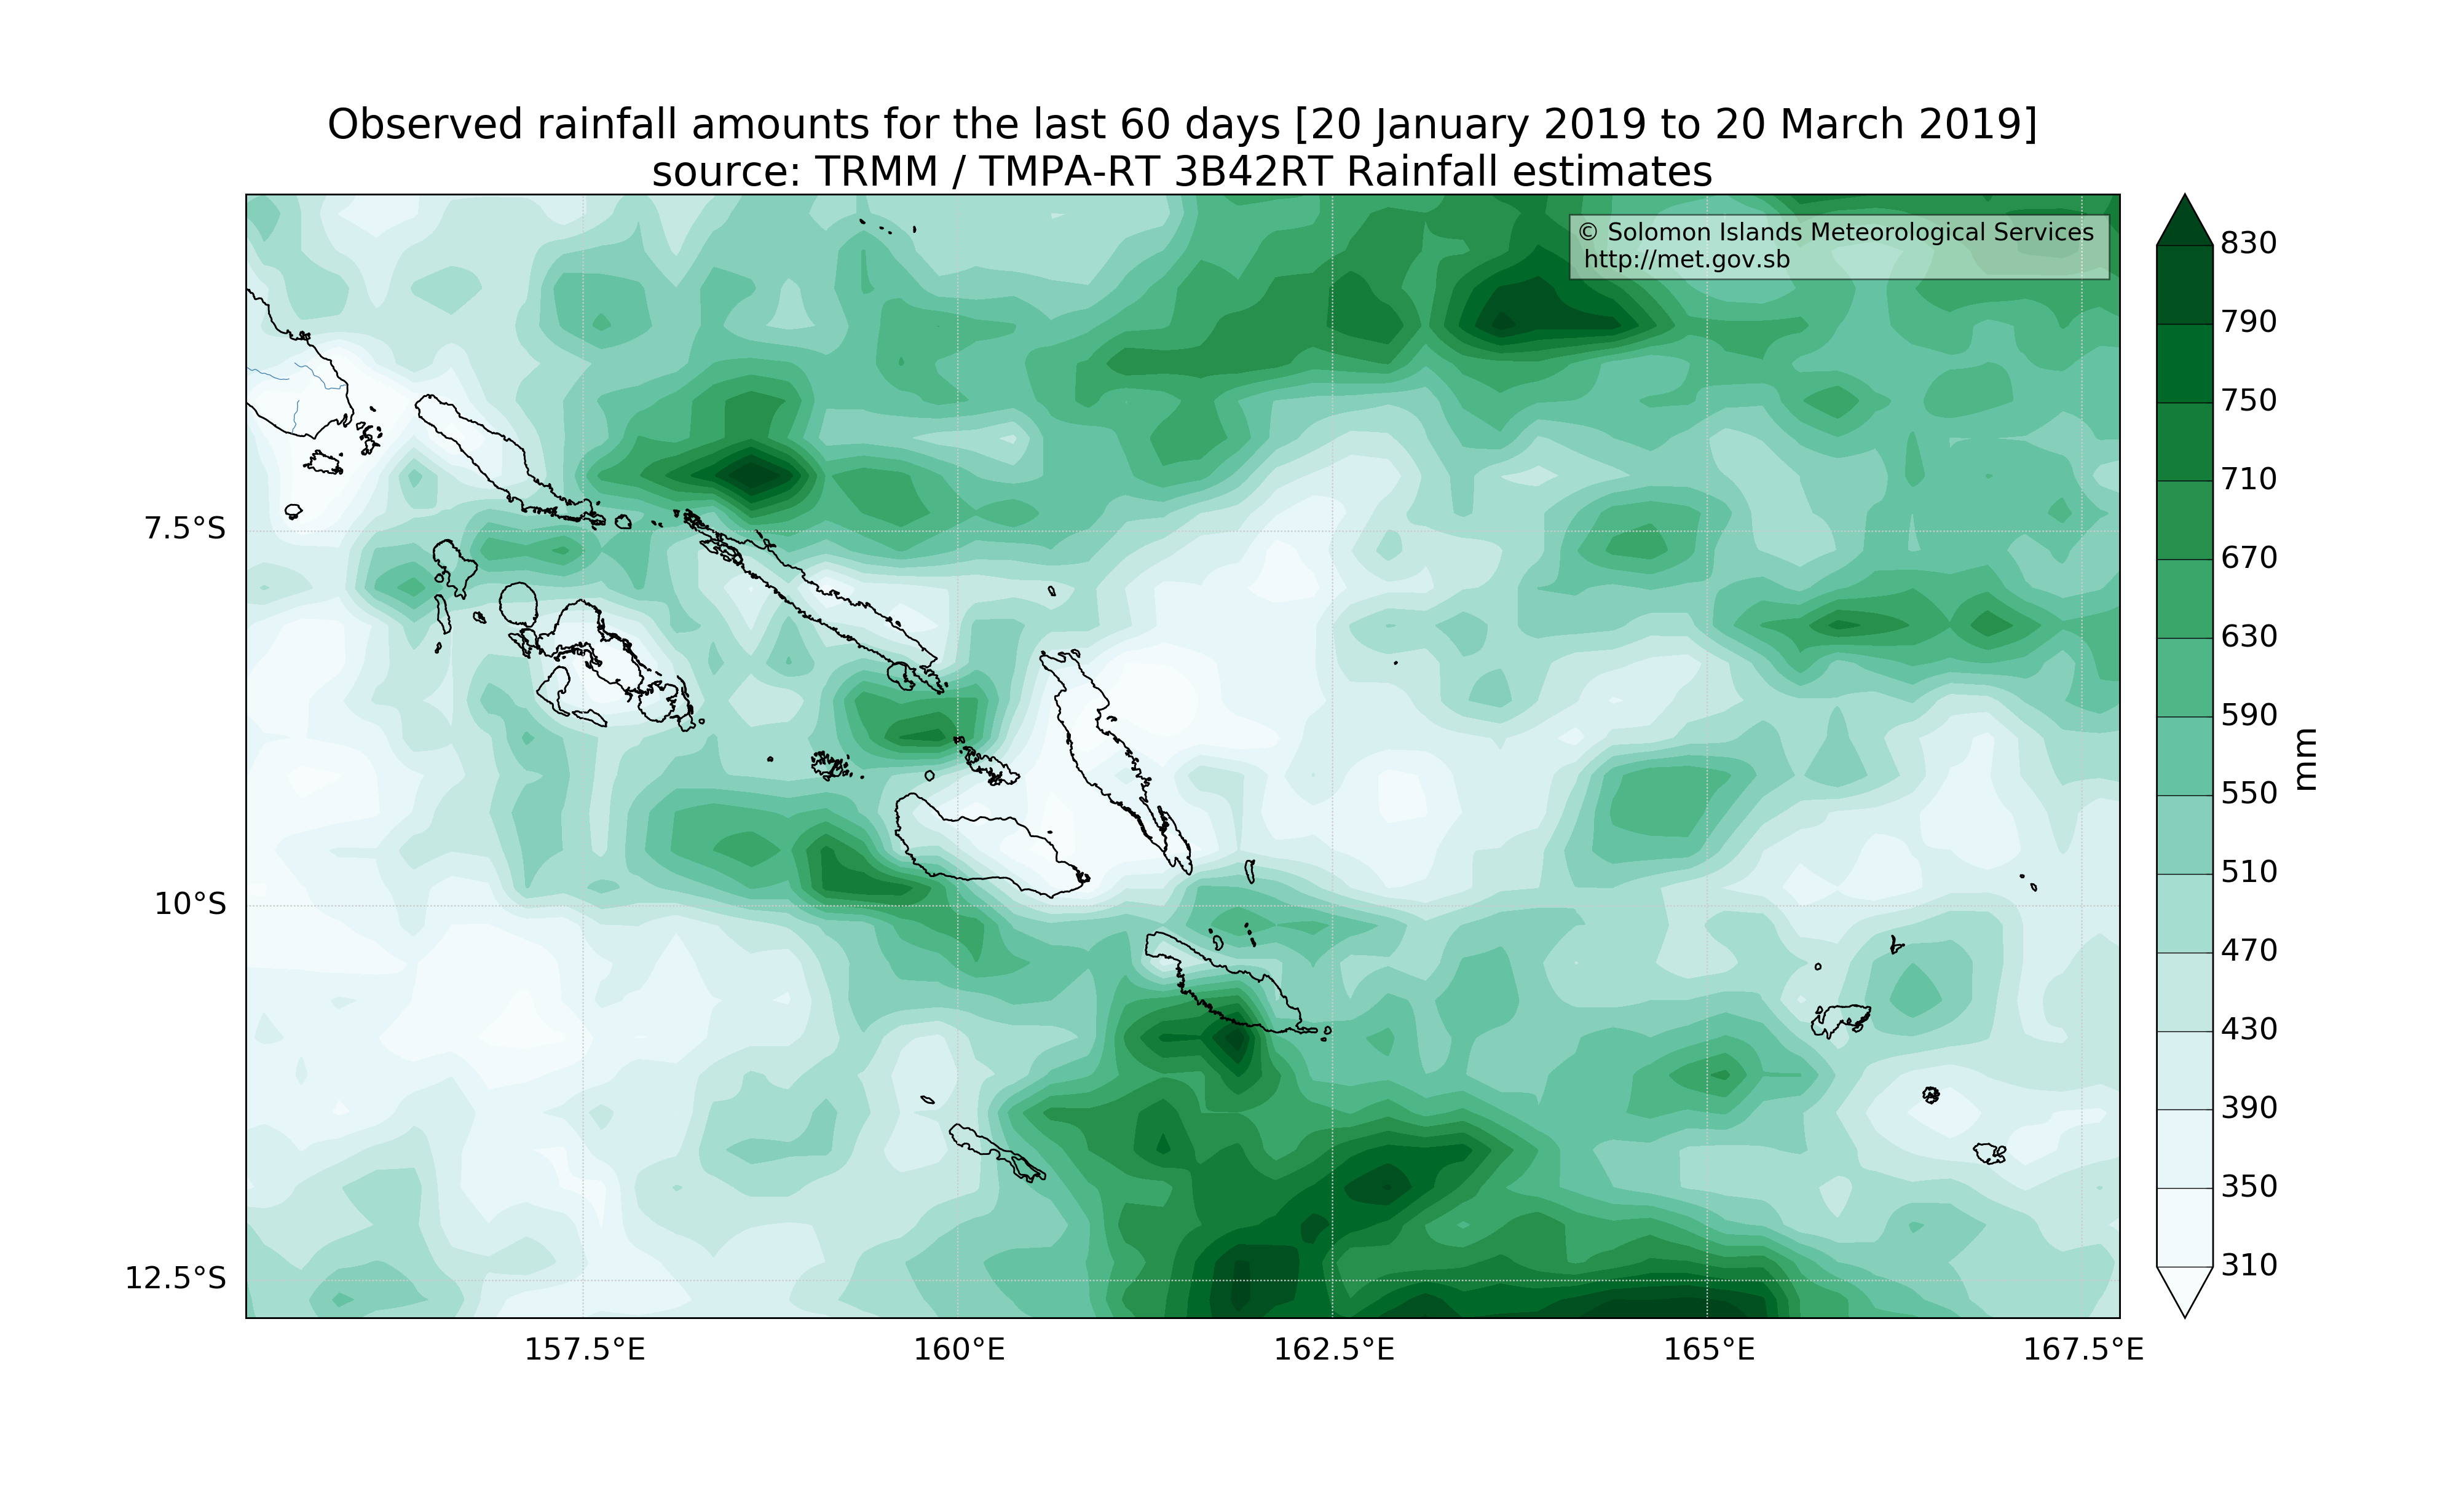 Observed rainfall amounts for the last 60 days [20 January 2019 to 20 March 2019]
source: TRMM / TMPA-RT 3B42RT Rainfall estimates
© Solomon Islands Meteorological Services
http://met.gov.sb
830
790
750
710
670
630
590
550
510
470
430
390
350
310
mm
7.5°S
10°S
12.5°S
157.5°E
160°E
162.5°E
165°E
167.5°E